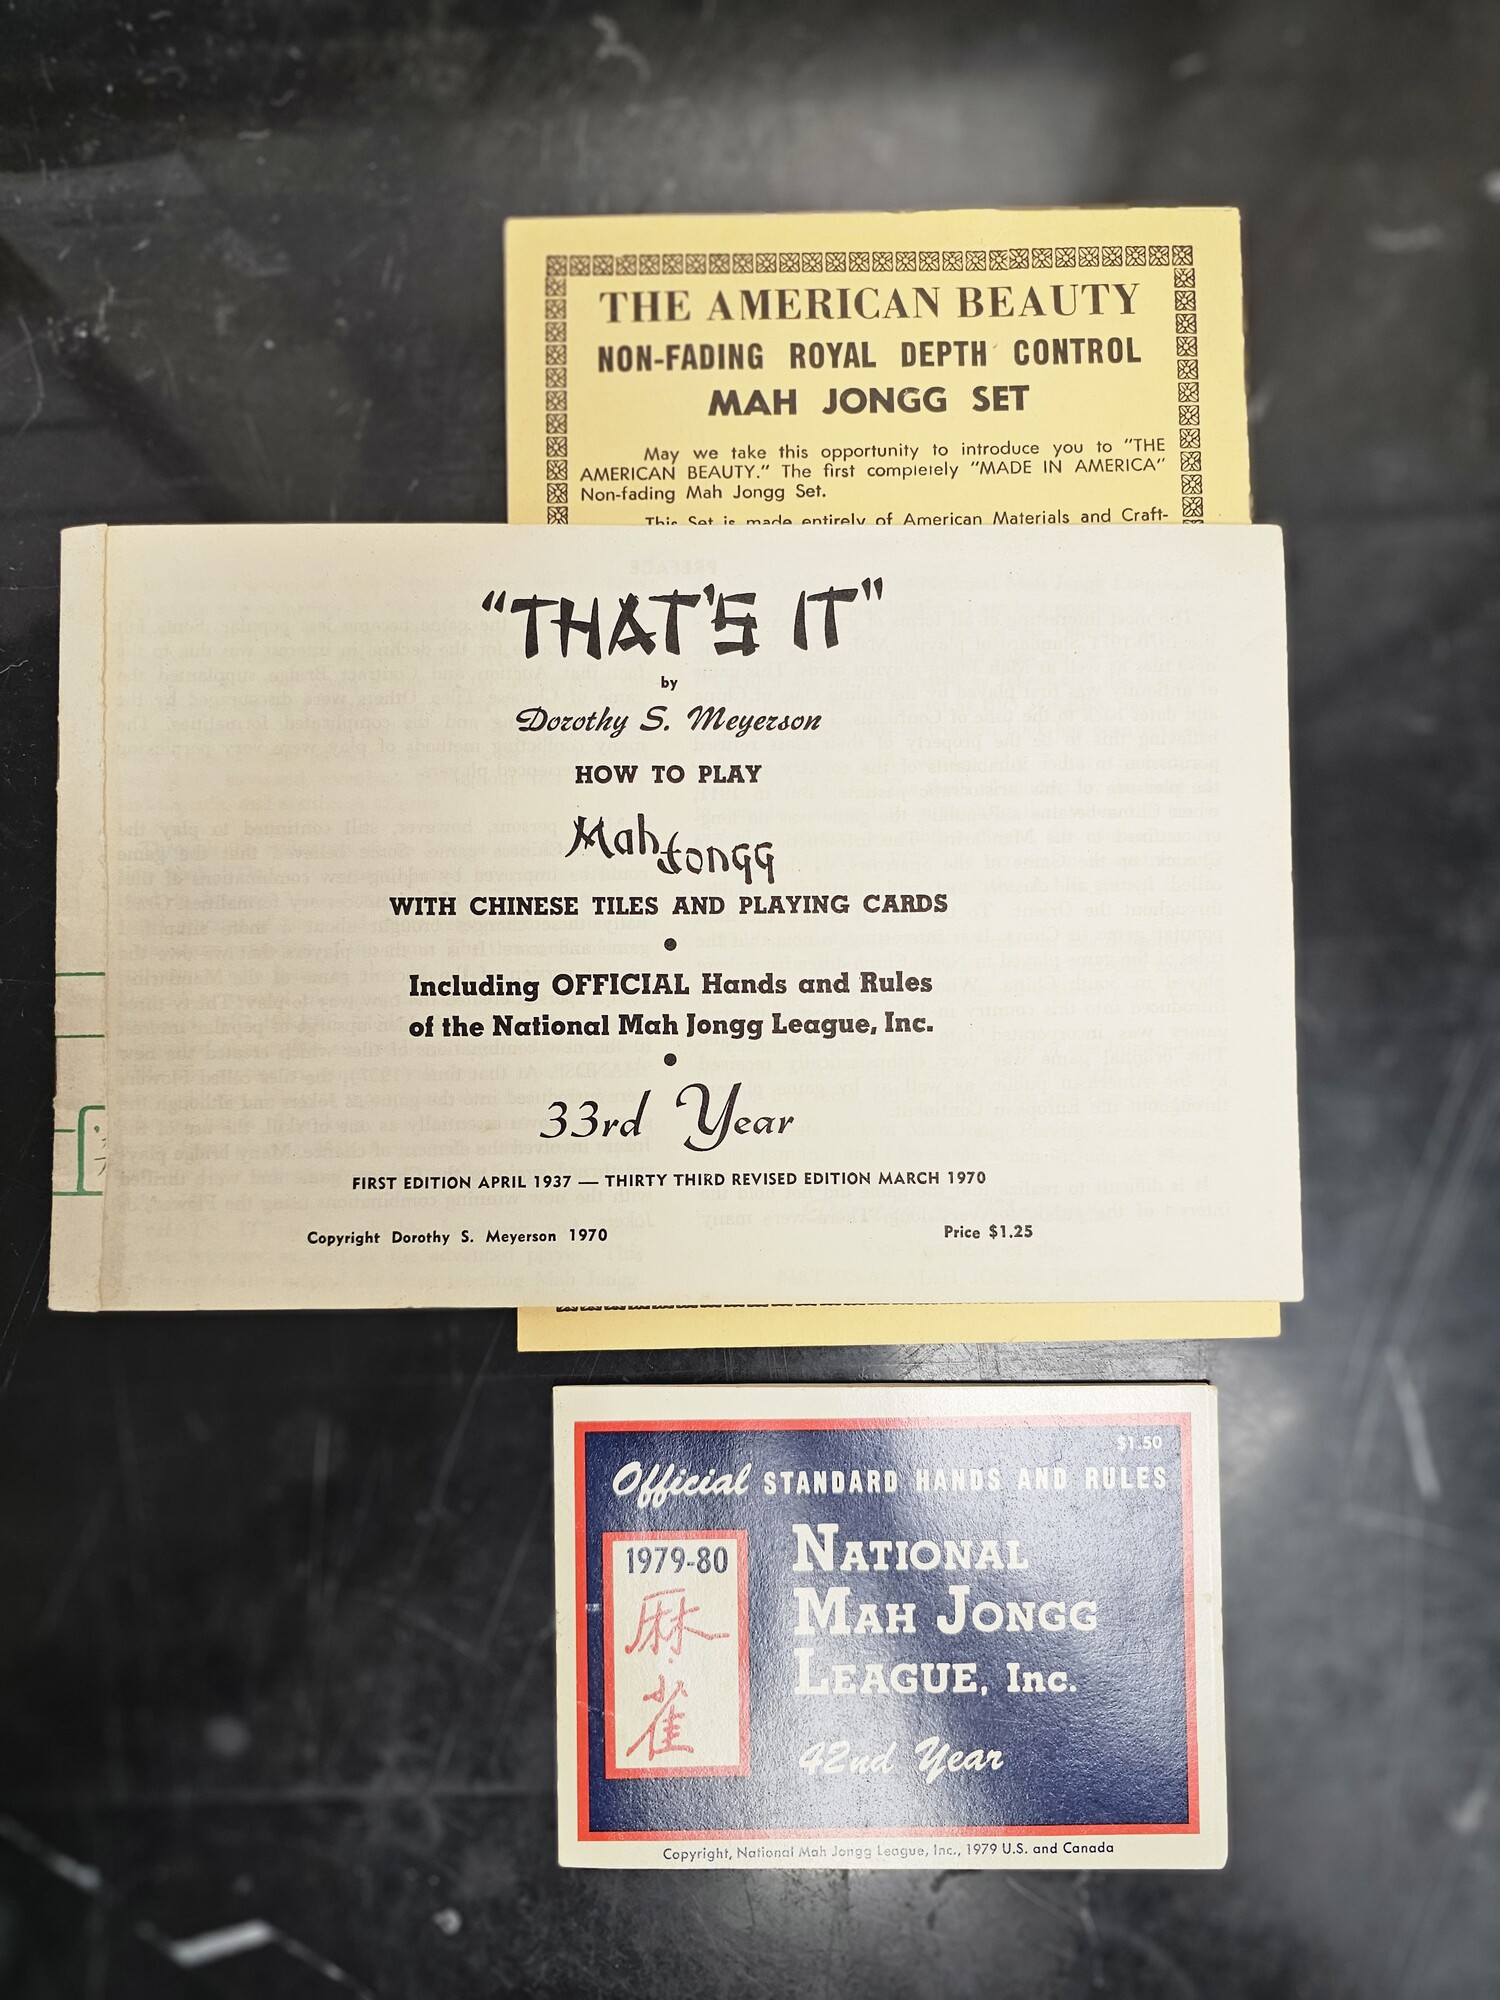 THE AMERICAN BEAUTY
NON-FADING ROYAL DEPTH CONTROL
MAH JONGG SET
May we take this opportunity to introduce you to "THE
AMERICAN BEAUTY." The first completely "MADE IN AMERICA"
Non-fading Mah Jongg Set.
This Set is made entirely of American Materials and Craft-
"THAT'S IT"
by
Dorothy S. Meyerson
HOW TO PLAY
Mah Jongg
WITH CHINESE TILES AND PLAYING CARDS
•
Including OFFICIAL Hands and Rules
of the National Mah Jongg League, Inc.
•
33rd Year
FIRST EDITION APRIL 1937 — THIRTY THIRD REVISED EDITION MARCH 1970
Copyright Dorothy S. Meyerson 1970 Price $1.25
$1.50
Official STANDARD HANDS AND RULES
1979-80
麻
雀
NATIONAL
MAH JONGG
LEAGUE, Inc.
42nd Year
Copyright, National Mah Jongg League, Inc., 1979 U.S. and Canada